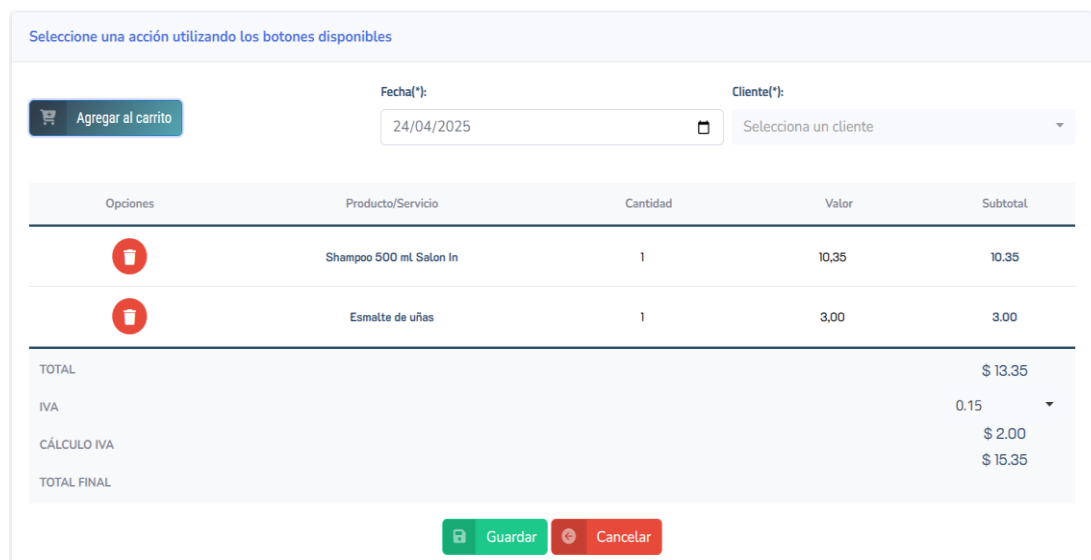 Seleccione una acción utilizando los botones disponibles
Agregar al carrito
Fecha(*):
Cliente(*):
24/04/2025
Selecciona un cliente
Opciones Producto/Servicio Cantidad Valor Subtotal
Shampoo 500 ml Salon In 1 10,35 10.35
Esmalte de uñas 1 3,00 3.00
TOTAL $ 13.35
IVA 0.15
CÁLCULO IVA $ 2.00
TOTAL FINAL $ 15.35
Guardar Cancelar